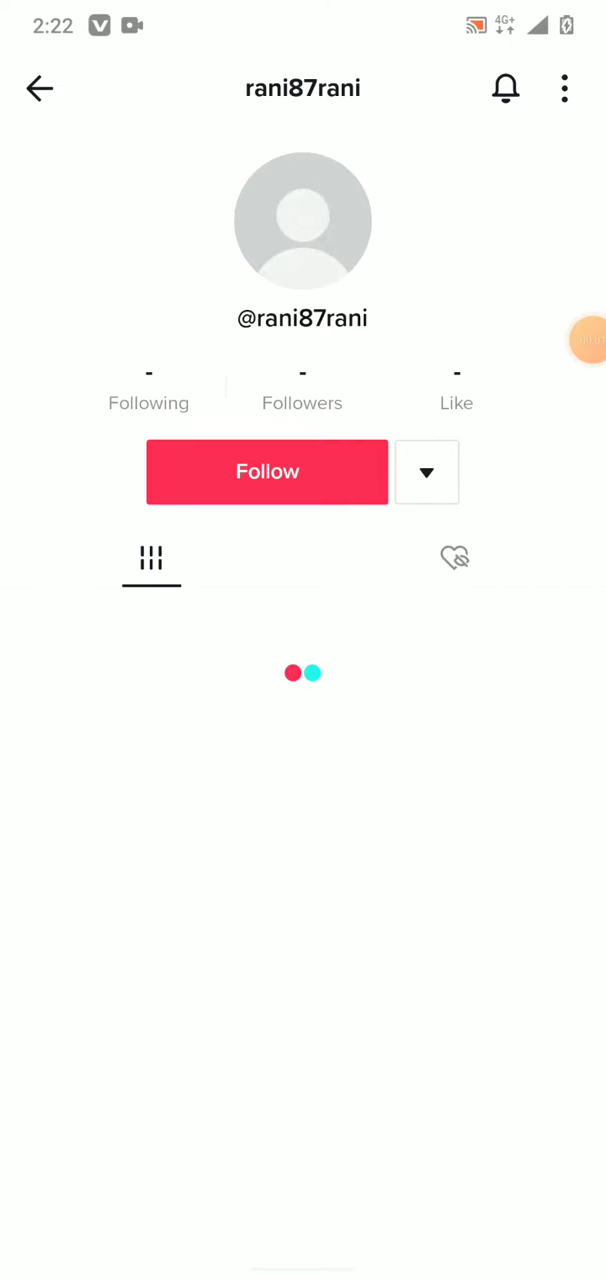 2:22
4G+
rani87rani
@rani87rani
- - -
Following Followers Like
Follow